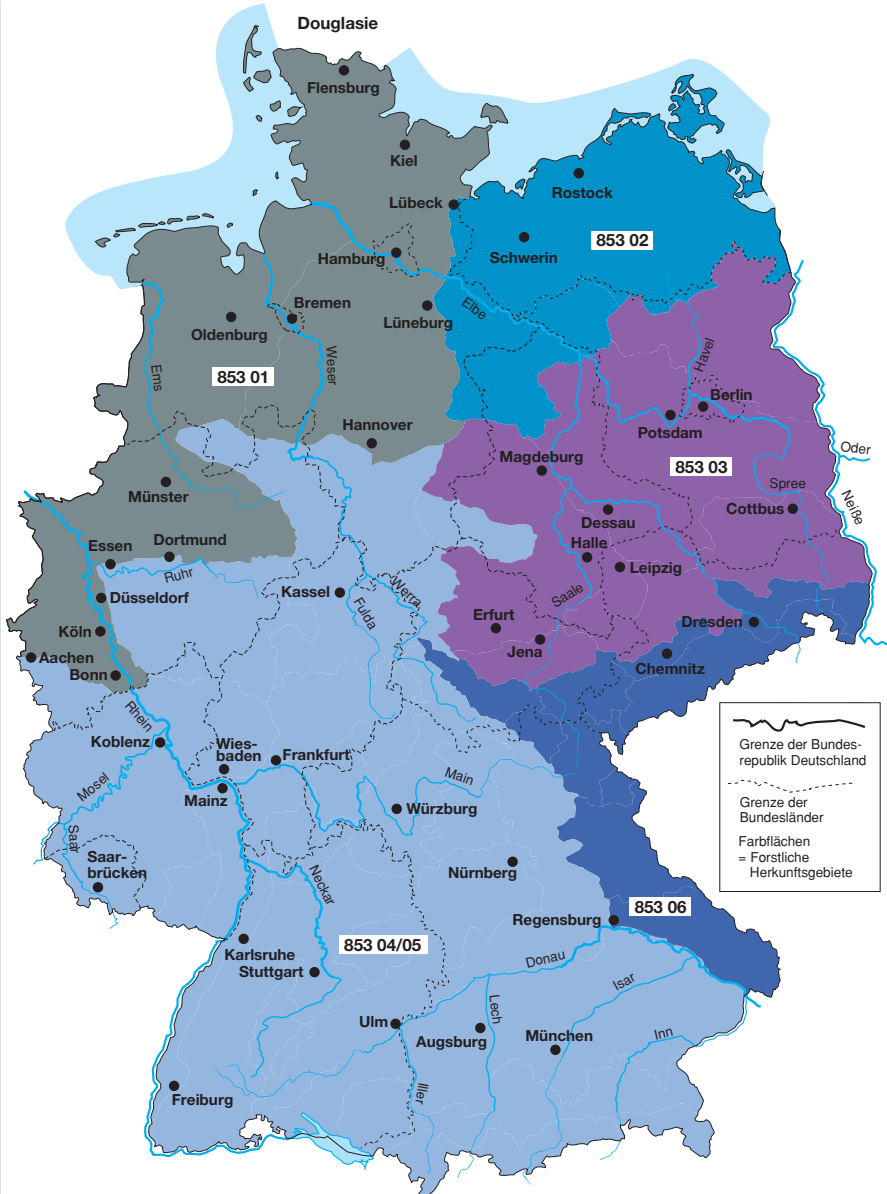 Douglasie
Flensburg
Kiel
Lübeck
Rostock
Schwerin
853 02
Hamburg
Elbe
Bremen
Lüneburg
Oldenburg
Weser
Ems
853 01
Havel
Berlin
Potsdam
Hannover
Magdeburg
853 03
Oder
Neiße
Spree
Cottbus
Münster
Dessau
Halle
Dortmund
Essen
Ruhr
Leipzig
Düsseldorf
Kassel
Werra
Fulda
Saale
Erfurt
Dresden
Köln
Jena
Chemnitz
Aachen
Bonn
Rhein
Koblenz
Wies-
baden
Frankfurt
Main
Mosel
Mainz
Würzburg
Saar
Saar-
brücken
Nürnberg
Neckar
Regensburg
853 06
853 04/05
Karlsruhe
Stuttgart
Donau
Isar
Lech
Ulm
Augsburg
München
Inn
Iller
Freiburg
Grenze der Bundes-
republik Deutschland
Grenze der
Bundesländer
Farbflächen
= Forstliche
Herkunftsgebiete